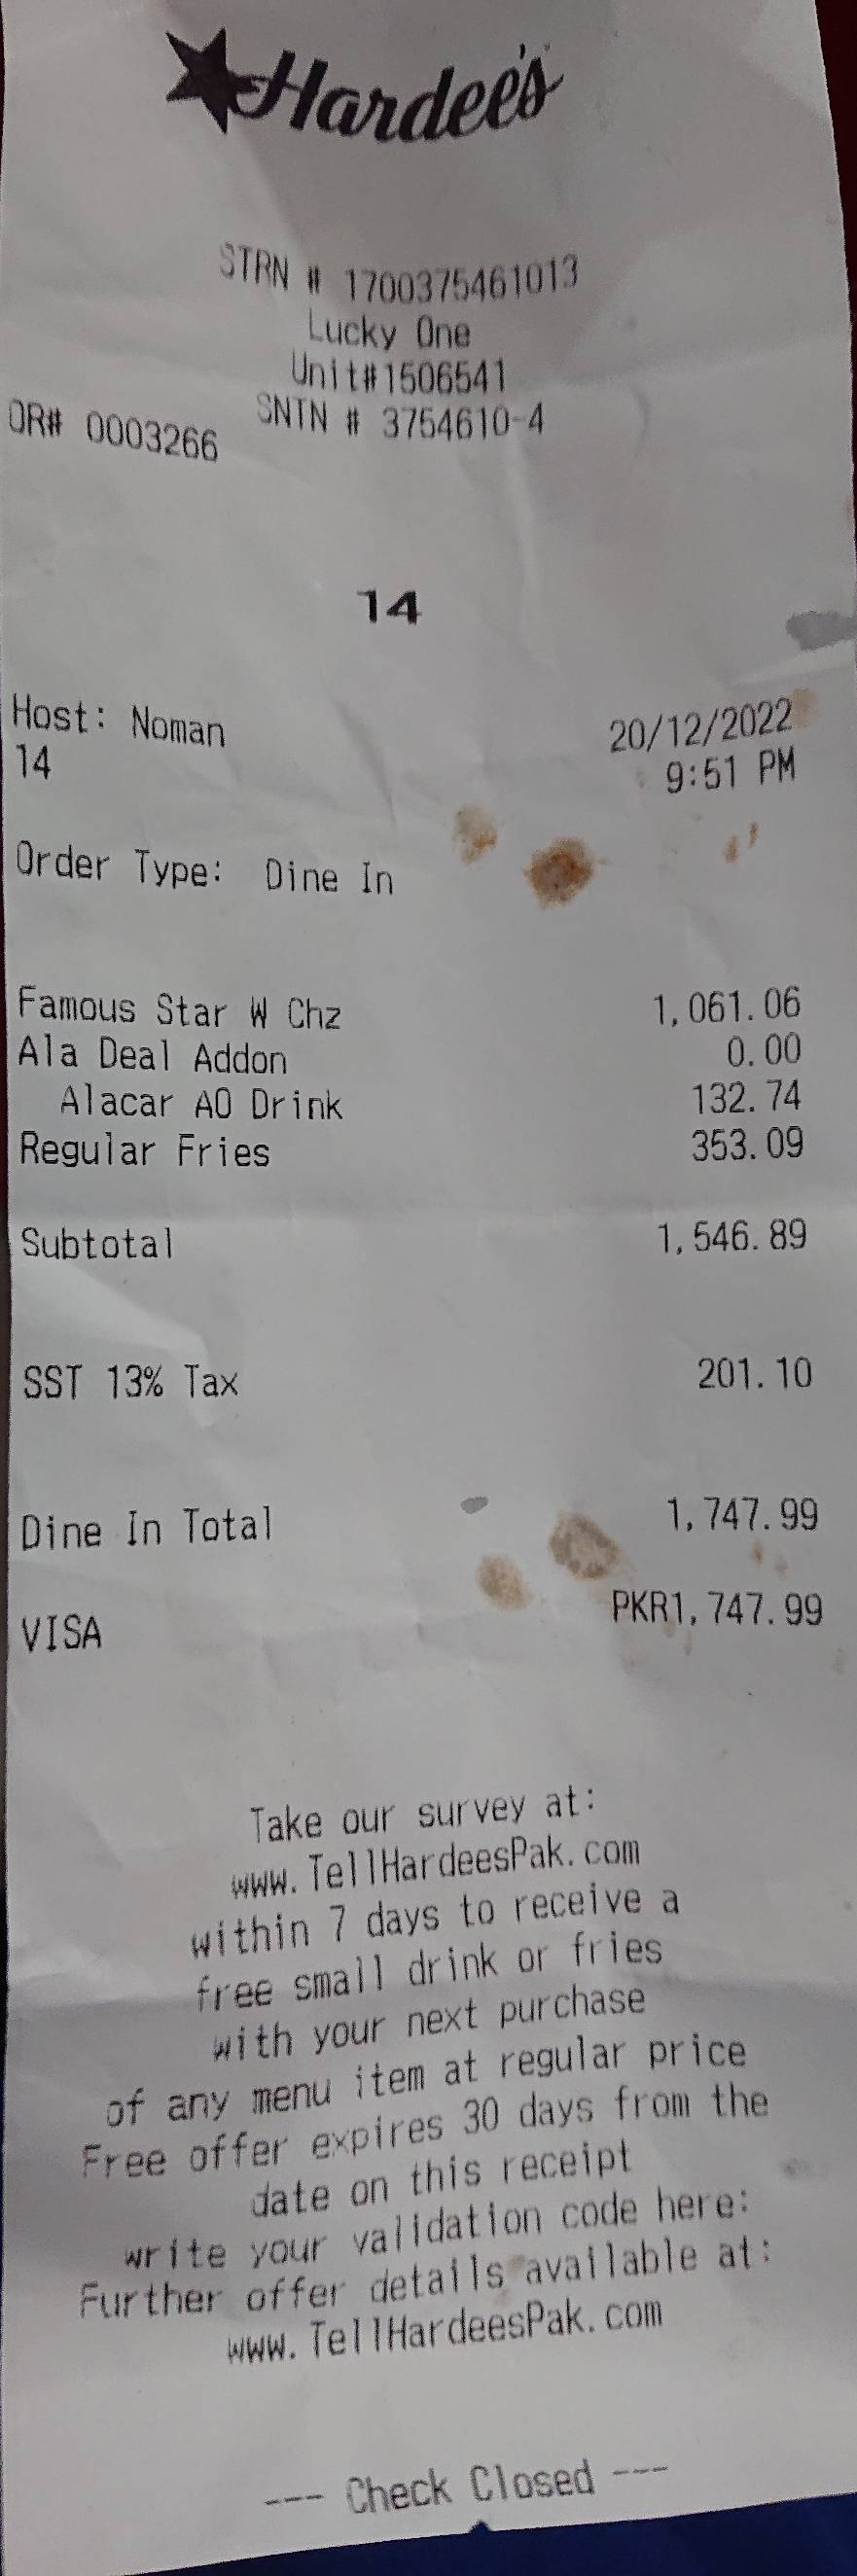 Hardee's
STRN # 1700375461013
Lucky One
Unit#1506541
OR# 0003266 SNTN # 3754610-4
14
Host: Noman 20/12/2022
14 9:51 PM
Order Type: Dine In
Famous Star W Chz 1,061.06
Ala Deal Addon 0.00
Alacar AO Drink 132.74
Regular Fries 353.09
Subtotal 1,546.89
SST 13% Tax 201.10
Dine In Total 1,747.99
VISA PKR1,747.99
Take our survey at:
www.TellHardeesPak.com
within 7 days to receive a
free small drink or fries
with your next purchase
of any menu item at regular price
Free offer expires 30 days from the
date on this receipt
write your validation code here:
Further offer details available at:
www.TellHardeesPak.com
--- Check Closed ---